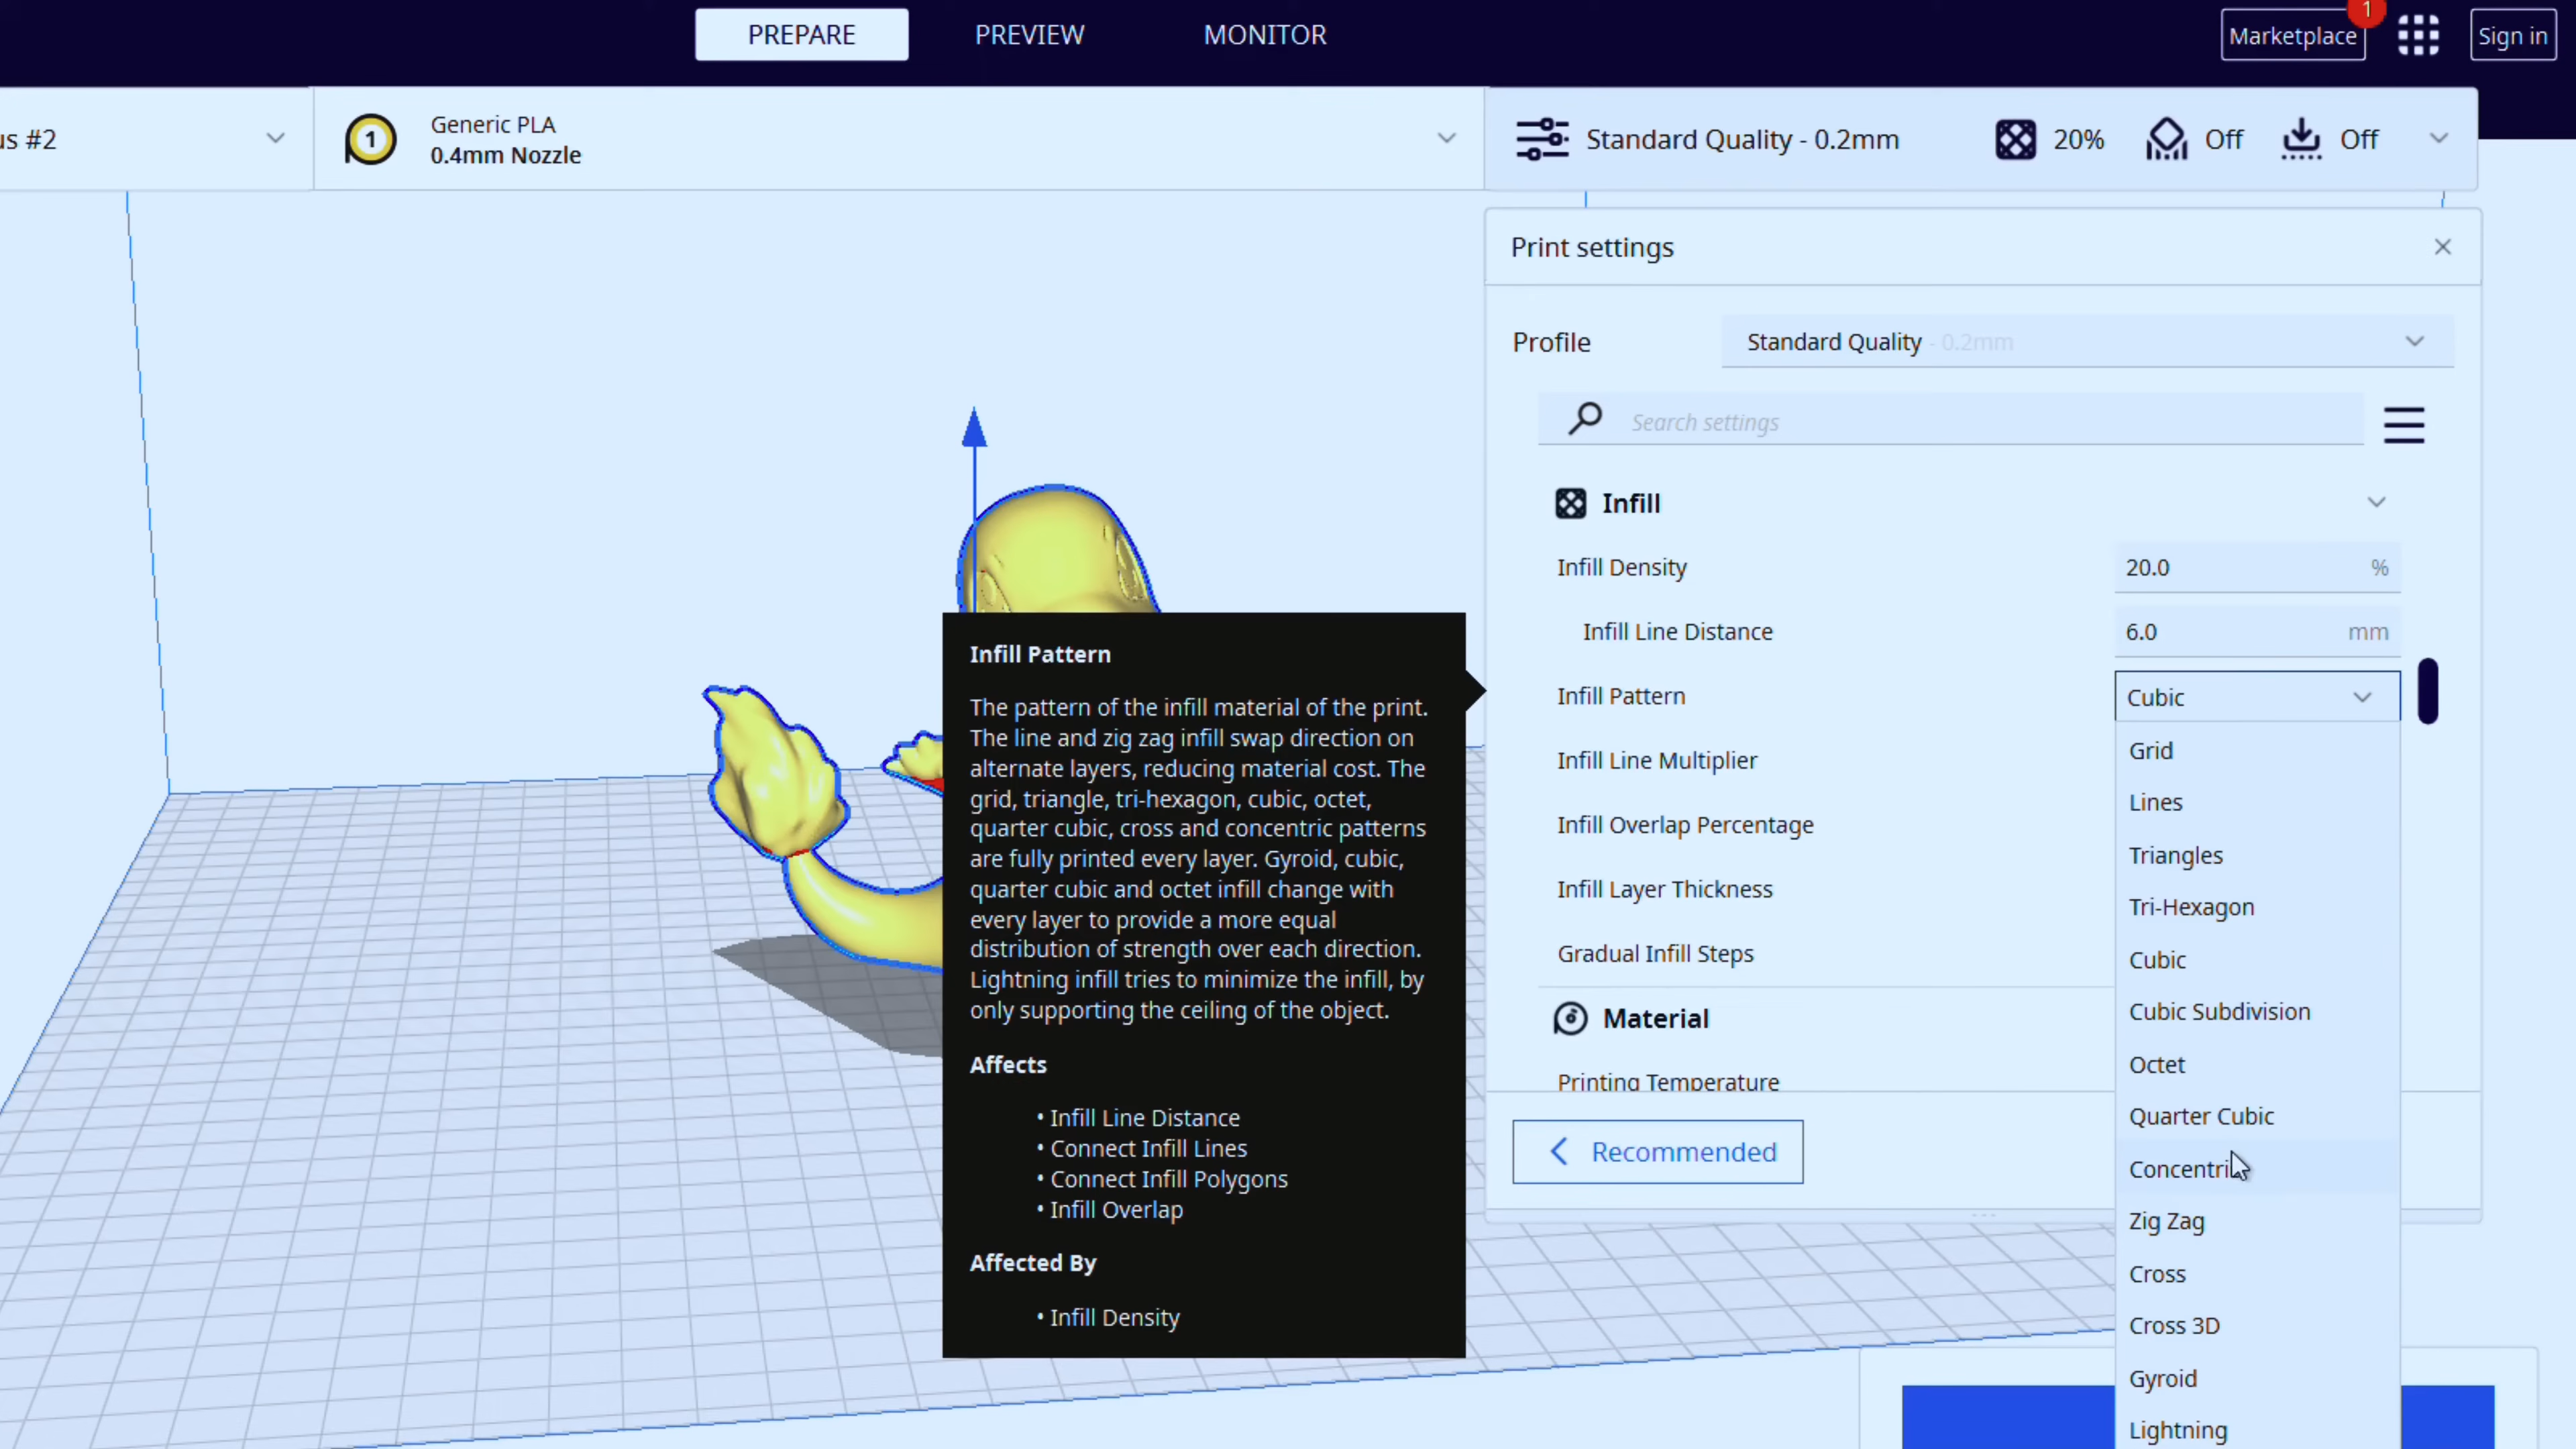 PREPARE
PREVIEW
MONITOR
Marketplace
1
Sign in
us #2
1
Generic PLA
0.4mm Nozzle
Standard Quality - 0.2mm
20%
Off
Off
Print settings
Profile
Standard Quality - 0.2mm
Search settings
Infill
Infill Density
20.0 %
Infill Line Distance
6.0 mm
Infill Pattern
Cubic
Infill Line Multiplier
Infill Overlap Percentage
Infill Layer Thickness
Gradual Infill Steps
Material
Printing Temperature
Recommended
Grid
Lines
Triangles
Tri-Hexagon
Cubic
Cubic Subdivision
Octet
Quarter Cubic
Concentri
Zig Zag
Cross
Cross 3D
Gyroid
Lightning
Infill Pattern
The pattern of the infill material of the print.
The line and zig zag infill swap direction on
alternate layers, reducing material cost. The
grid, triangle, tri-hexagon, cubic, octet,
quarter cubic, cross and concentric patterns
are fully printed every layer. Gyroid, cubic,
quarter cubic and octet infill change with
every layer to provide a more equal
distribution of strength over each direction.
Lightning infill tries to minimize the infill, by
only supporting the ceiling of the object.
Affects
• Infill Line Distance
• Connect Infill Lines
• Connect Infill Polygons
• Infill Overlap
Affected By
• Infill Density